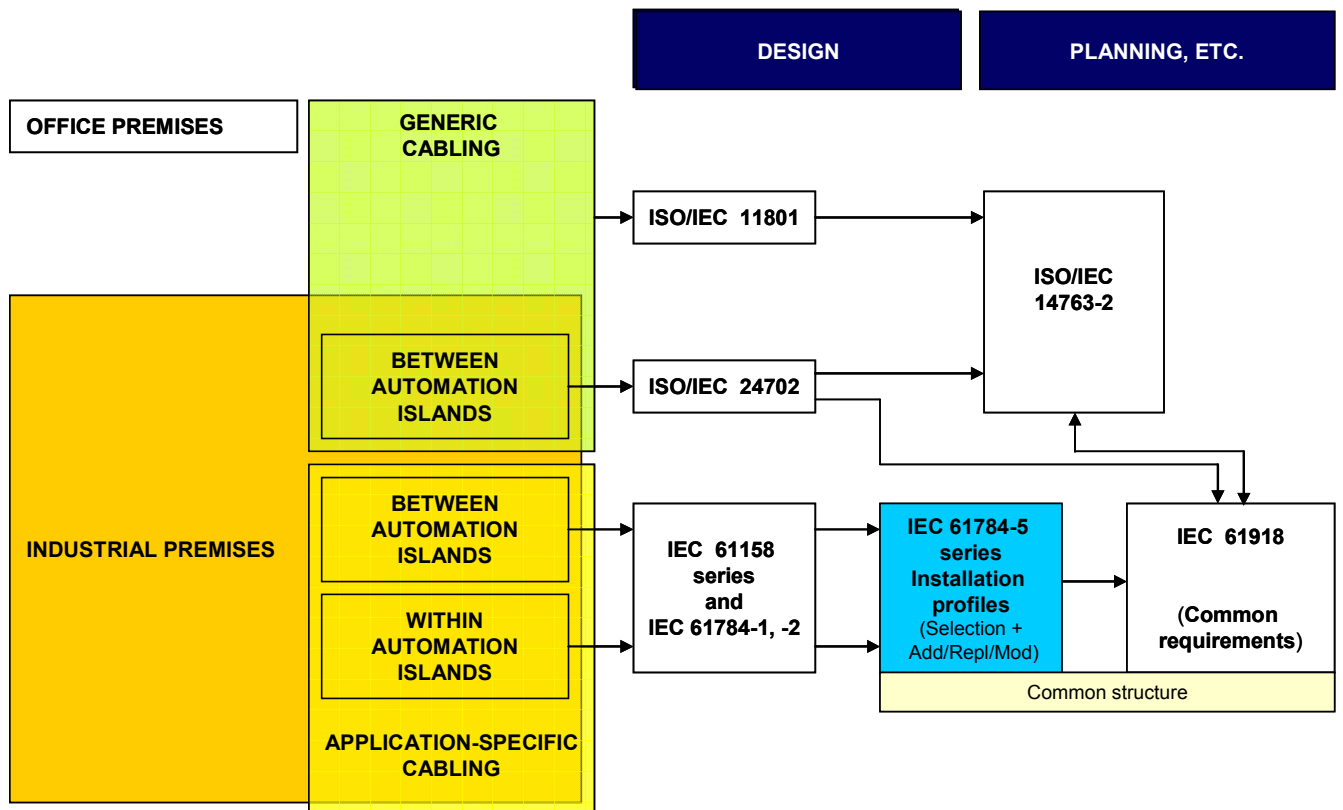 DESIGN
PLANNING, ETC.
OFFICE PREMISES
GENERIC
CABLING
ISO/IEC 11801
ISO/IEC
14763-2
BETWEEN
AUTOMATION
ISLANDS
ISO/IEC 24702
INDUSTRIAL PREMISES
BETWEEN
AUTOMATION
ISLANDS
WITHIN
AUTOMATION
ISLANDS
APPLICATION-SPECIFIC
CABLING
IEC 61158
series
and
IEC 61784-1, -2
IEC 61784-5
series
Installation
profiles
(Selection +
Add/Repl/Mod)
IEC 61918
(Common
requirements)
Common structure